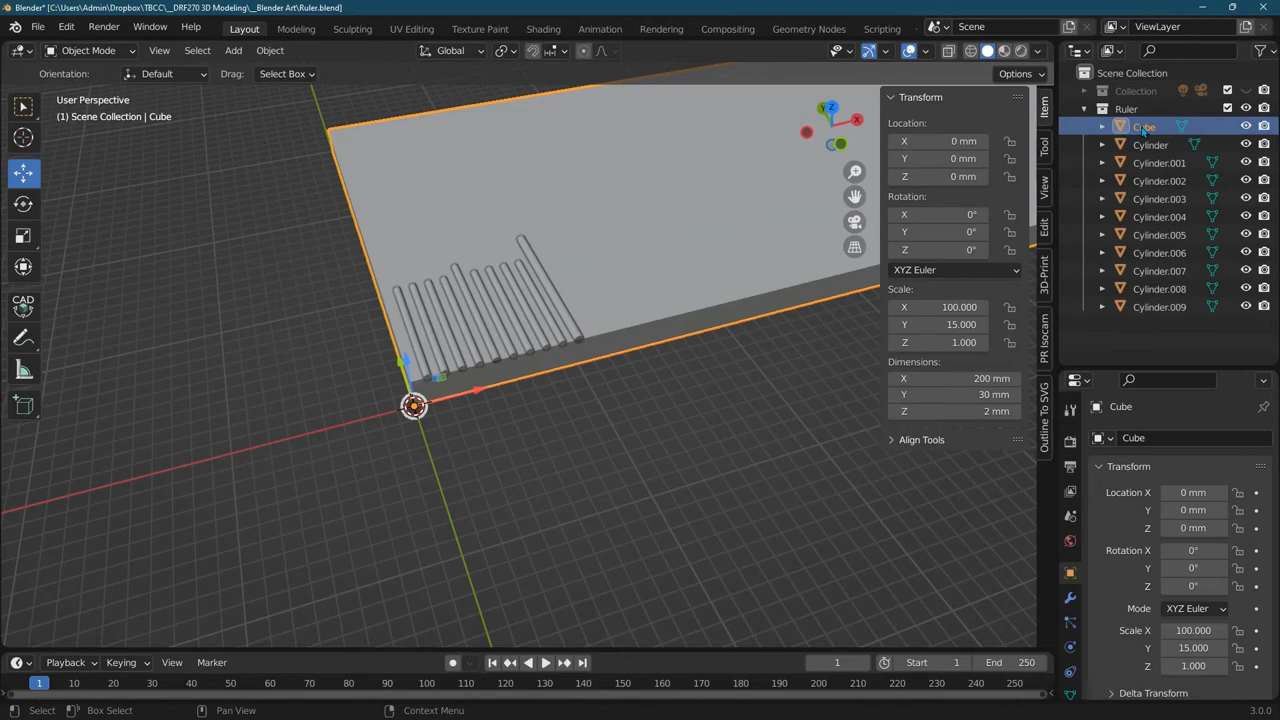 Blender* [C:\Users\Admin\Dropbox\TBCC\__DRF270 3D Modeling\__Blender Art\Ruler.blend]
File Edit Render Window Help Layout Modeling Sculpting UV Editing Texture Paint Shading Animation Rendering Compositing Geometry Nodes Scripting Scene ViewLayer
Object Mode View Select Add Object Global
Orientation: Default Drag: Select Box Options
User Perspective
(1) Scene Collection | Cube
Z
Y
X
CAD
Transform
Location:
X 0 mm
Y 0 mm
Z 0 mm
Rotation:
X 0°
Y 0°
Z 0°
XYZ Euler
Scale:
X 100.000
Y 15.000
Z 1.000
Dimensions:
X 200 mm
Y 30 mm
Z 2 mm
Align Tools
Item
Tool
View
Edit
3D-Print
PR Isocam
Outline To SVG
Scene Collection
Collection
Ruler
Cube
Cylinder
Cylinder.001
Cylinder.002
Cylinder.003
Cylinder.004
Cylinder.005
Cylinder.006
Cylinder.007
Cylinder.008
Cylinder.009
Cube
Cube
Transform
Location X 0 mm
Y 0 mm
Z 0 mm
Rotation X 0°
Y 0°
Z 0°
Mode XYZ Euler
Scale X 100.000
Y 15.000
Z 1.000
Delta Transform
Playback Keying View Marker 1 Start 1 End 250
1 10 20 30 40 50 60 70 80 90 100 110 120 130 140 150 160 170 180 190 200 210 220 230 240 250
Select Box Select Pan View Context Menu 3.0.0